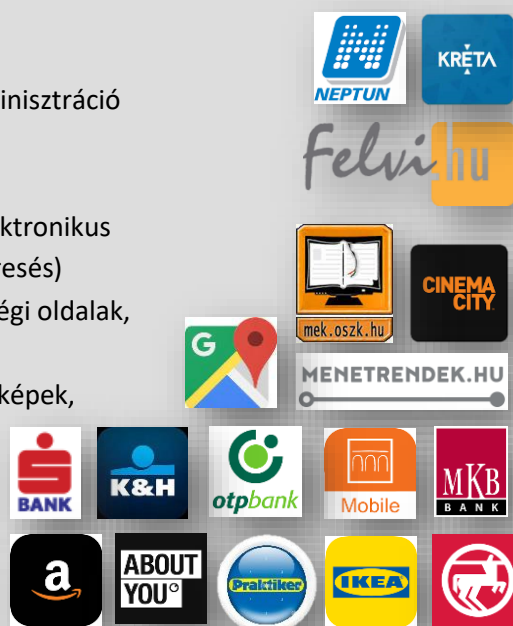 NEPTUN
KRÉTA
inisztráció
Felvi.hu
ktronikus
resés)
CINEMA
CITY
égi oldalak,
mek.oszk.hu
G
MENETRENDEK.HU
képek,
S
BANK
K&H
otpbank
Mobile
MKB
BANK
a
ABOUT
YOU°
Praktiker
IKEA